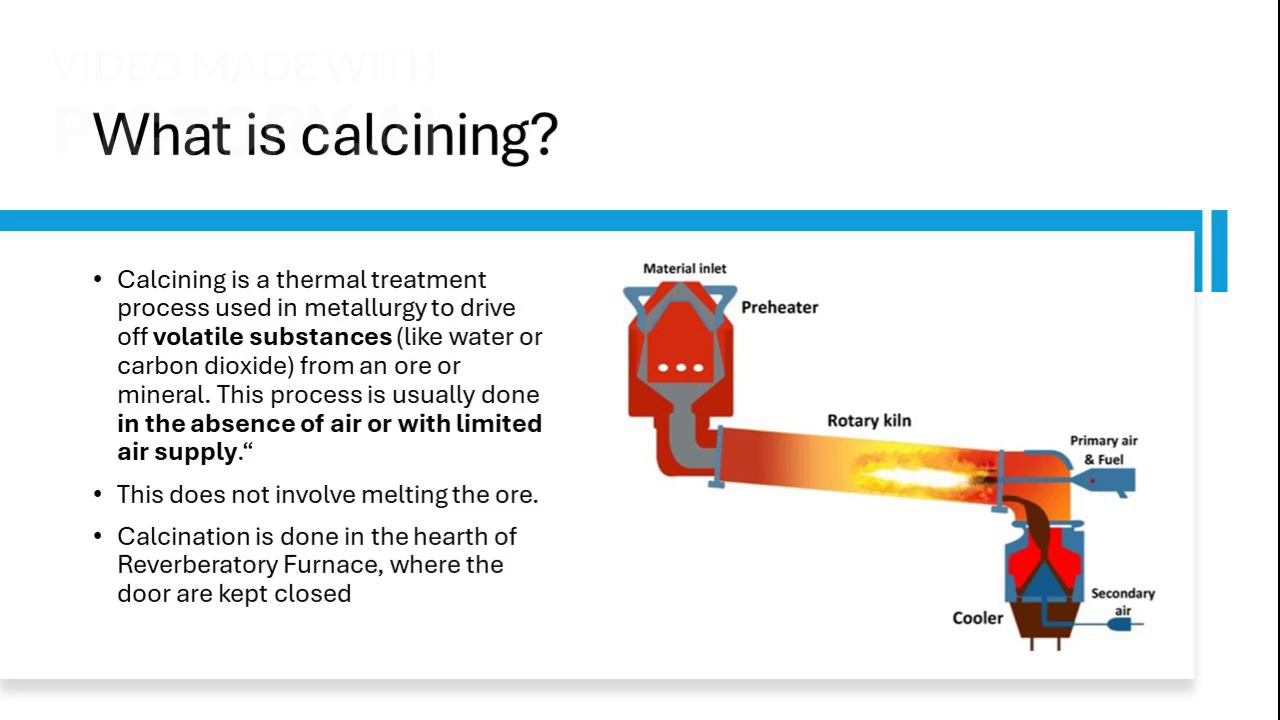 VIDEO MADE WITH
What is calcining?
• Calcining is a thermal treatment
process used in metallurgy to drive
off volatile substances (like water or
carbon dioxide) from an ore or
mineral. This process is usually done
in the absence of air or with limited
air supply.“
• This does not involve melting the ore.
• Calcination is done in the hearth of
Reverberatory Furnace, where the
door are kept closed
Material inlet
Preheater
Rotary kiln
Primary air
& Fuel
Secondary
air
Cooler